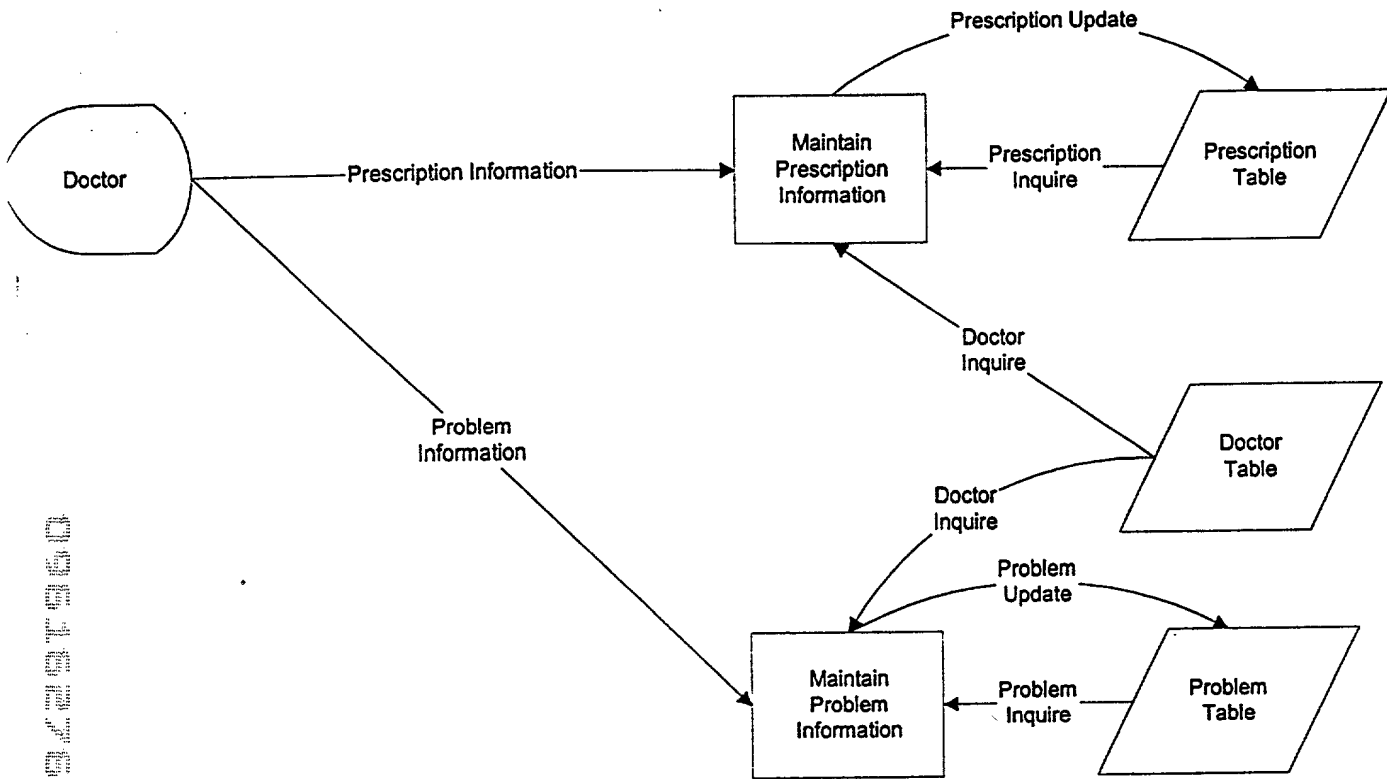 Prescription Update
Doctor
Prescription Information
Maintain
Prescription
Information
Prescription
Inquire
Prescription
Table
Doctor
Inquire
Problem
Information
Doctor
Table
Doctor
Inquire
Problem
Update
Maintain
Problem
Information
Problem
Inquire
Problem
Table